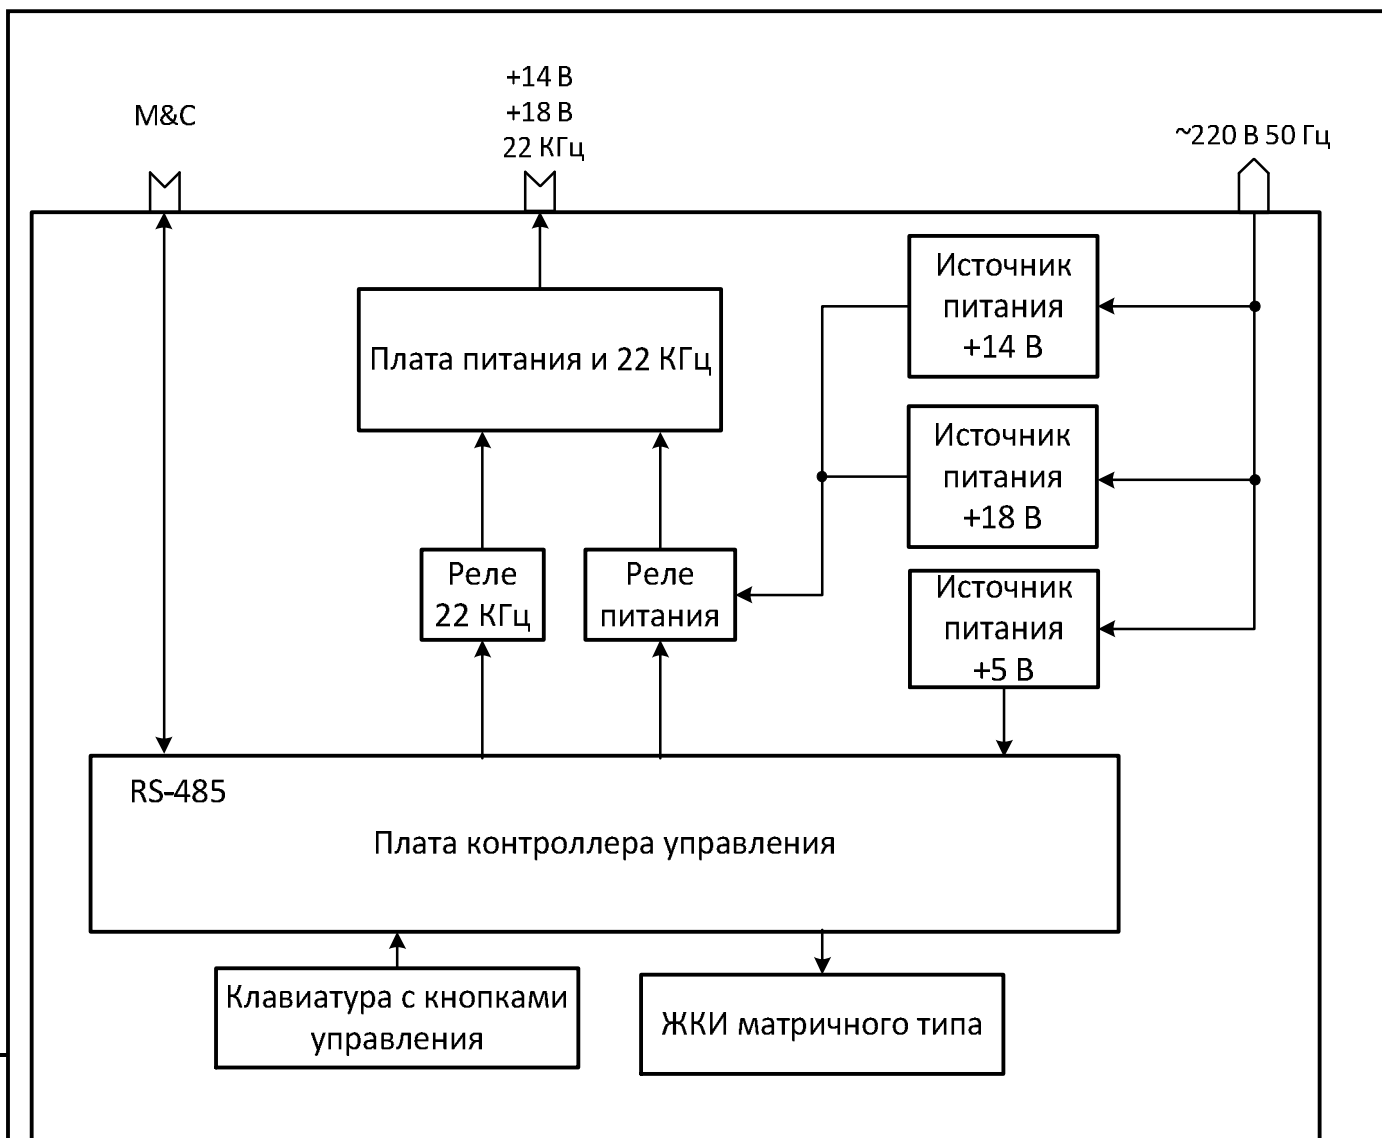 +14 В
+18 В
22 КГц
M&C
~220 В 50 Гц
Источник
питания
+14 В
Плата питания и 22 КГц
Источник
питания
+18 В
Реле
22 КГц
Реле
питания
Источник
питания
+5 В
RS-485
Плата контроллера управления
Клавиатура с кнопками
управления
ЖКИ матричного типа